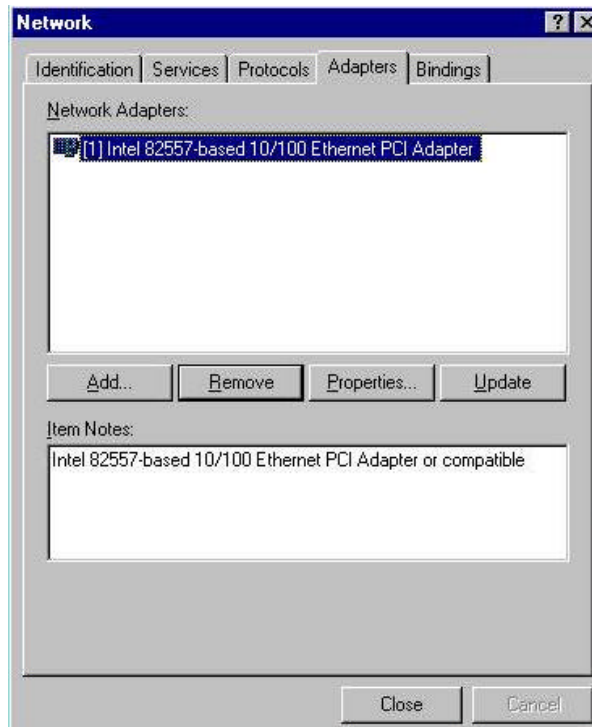 Network
Identification Services Protocols Adapters Bindings
Network Adapters:
[1] Intel 82557-based 10/100 Ethernet PCI Adapter
Add... Remove Properties... Update
Item Notes:
Intel 82557-based 10/100 Ethernet PCI Adapter or compatible
Close Cancel